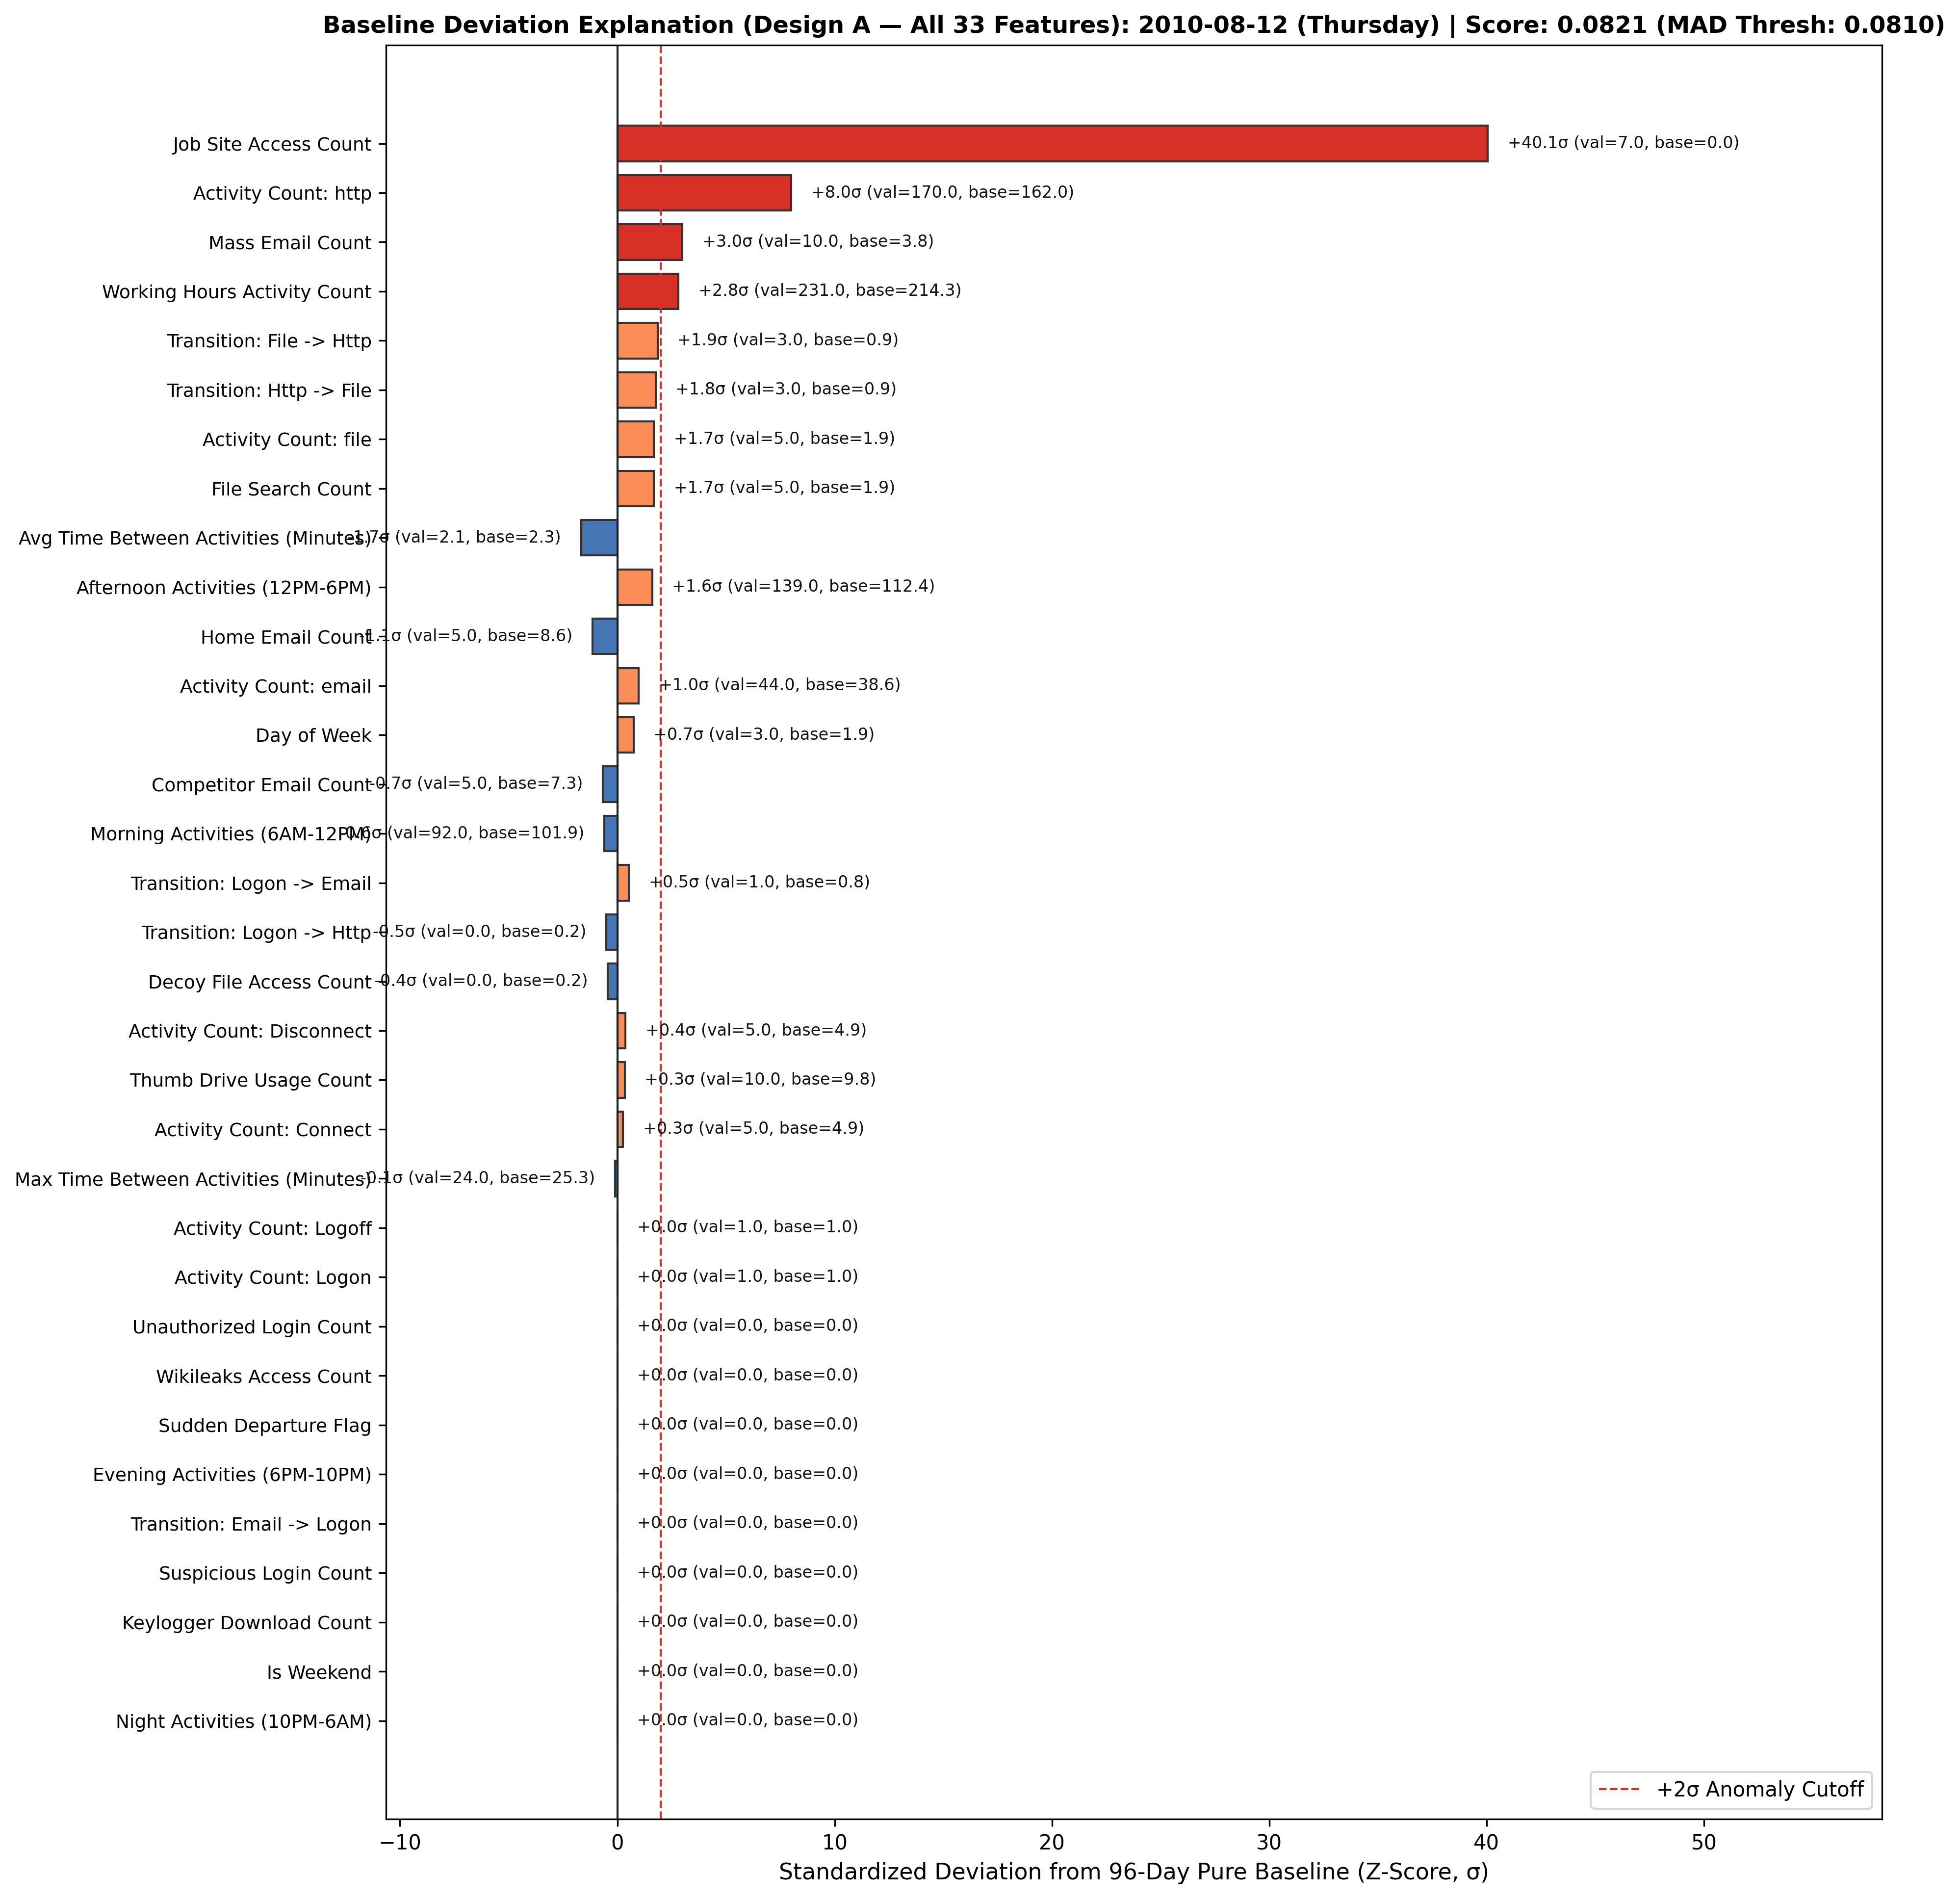 Baseline Deviation Explanation (Design A — All 33 Features): 2010-08-12 (Thursday) | Score: 0.0821 (MAD Thresh: 0.0810)
Job Site Access Count +40.1σ (val=7.0, base=0.0)
Activity Count: http +8.0σ (val=170.0, base=162.0)
Mass Email Count +3.0σ (val=10.0, base=3.8)
Working Hours Activity Count +2.8σ (val=231.0, base=214.3)
Transition: File -> Http +1.9σ (val=3.0, base=0.9)
Transition: Http -> File +1.8σ (val=3.0, base=0.9)
Activity Count: file +1.7σ (val=5.0, base=1.9)
File Search Count +1.7σ (val=5.0, base=1.9)
Avg Time Between Activities (Minutes) -1.7σ (val=2.1, base=2.3)
Afternoon Activities (12PM-6PM) +1.6σ (val=139.0, base=112.4)
Home Email Count -1.1σ (val=5.0, base=8.6)
Activity Count: email +1.0σ (val=44.0, base=38.6)
Day of Week +0.7σ (val=3.0, base=1.9)
Competitor Email Count -0.7σ (val=5.0, base=7.3)
Morning Activities (6AM-12PM) -0.6σ (val=92.0, base=101.9)
Transition: Logon -> Email +0.5σ (val=1.0, base=0.8)
Transition: Logon -> Http -0.5σ (val=0.0, base=0.2)
Decoy File Access Count -0.4σ (val=0.0, base=0.2)
Activity Count: Disconnect +0.4σ (val=5.0, base=4.9)
Thumb Drive Usage Count +0.3σ (val=10.0, base=9.8)
Activity Count: Connect +0.3σ (val=5.0, base=4.9)
Max Time Between Activities (Minutes) -0.1σ (val=24.0, base=25.3)
Activity Count: Logoff +0.0σ (val=1.0, base=1.0)
Activity Count: Logon +0.0σ (val=1.0, base=1.0)
Unauthorized Login Count +0.0σ (val=0.0, base=0.0)
Wikileaks Access Count +0.0σ (val=0.0, base=0.0)
Sudden Departure Flag +0.0σ (val=0.0, base=0.0)
Evening Activities (6PM-10PM) +0.0σ (val=0.0, base=0.0)
Transition: Email -> Logon +0.0σ (val=0.0, base=0.0)
Suspicious Login Count +0.0σ (val=0.0, base=0.0)
Keylogger Download Count +0.0σ (val=0.0, base=0.0)
Is Weekend +0.0σ (val=0.0, base=0.0)
Night Activities (10PM-6AM) +0.0σ (val=0.0, base=0.0)
+2σ Anomaly Cutoff
−10 0 10 20 30 40 50
Standardized Deviation from 96-Day Pure Baseline (Z-Score, σ)